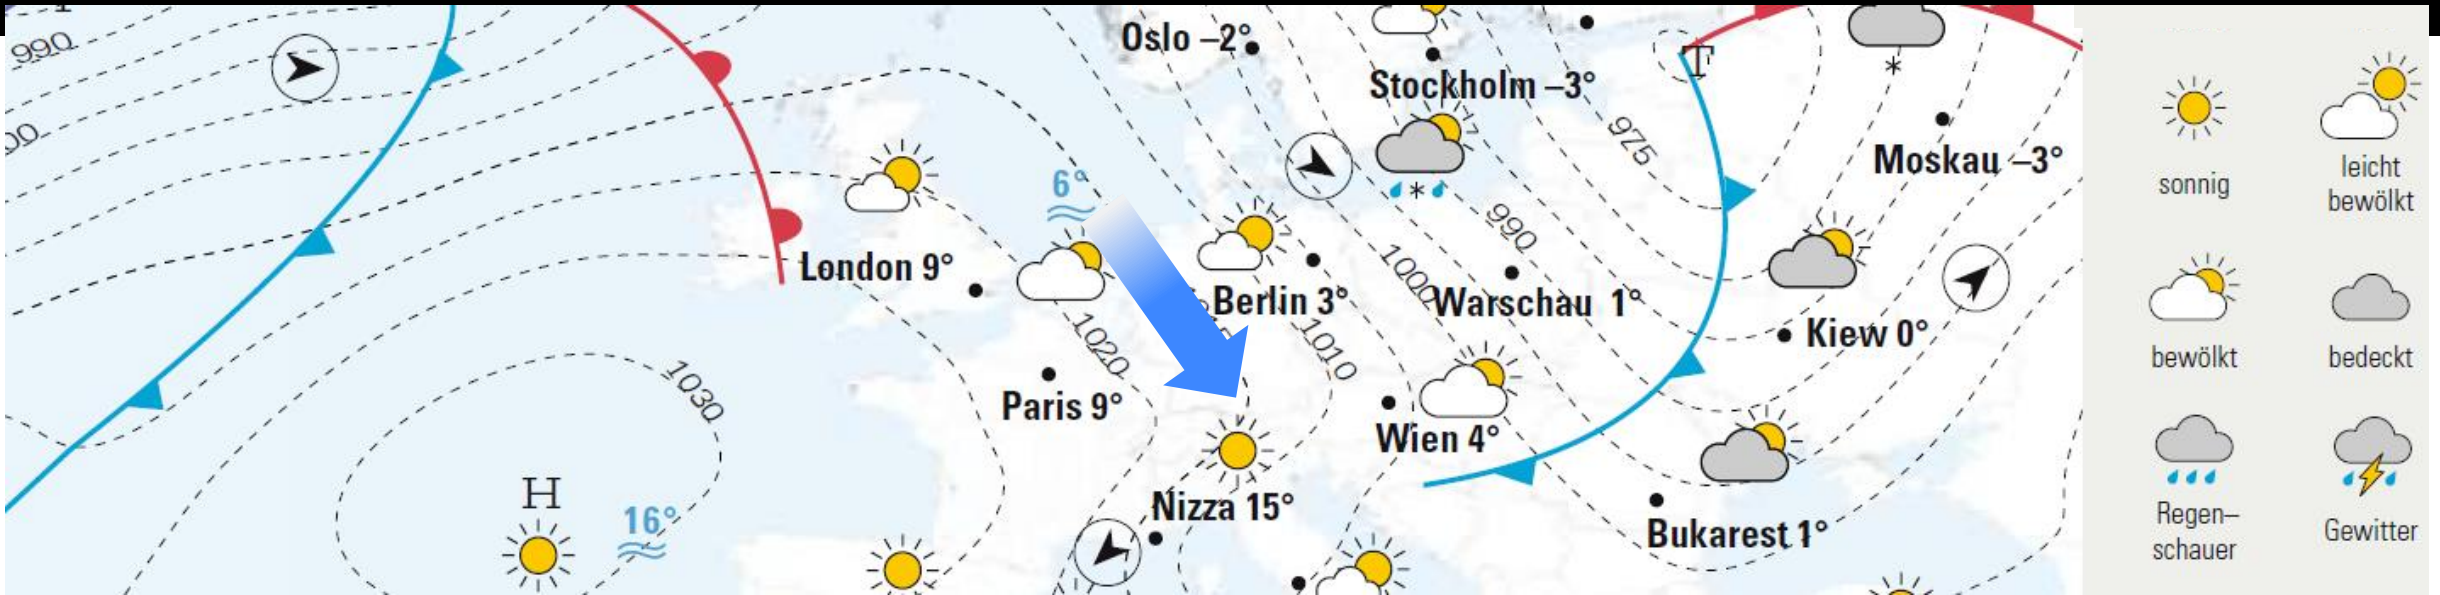 990
Oslo –2°
Stockholm –3°
T
975
Moskau –3°
6°
London 9°
990
1000
Berlin 3°
Warschau 1°
Kiew 0°
1020
1010
1030
Paris 9°
Wien 4°
H
16°
Nizza 15°
Bukarest 1°
sonnig
leicht
bewölkt
bewölkt
bedeckt
Regen–
schauer
Gewitter